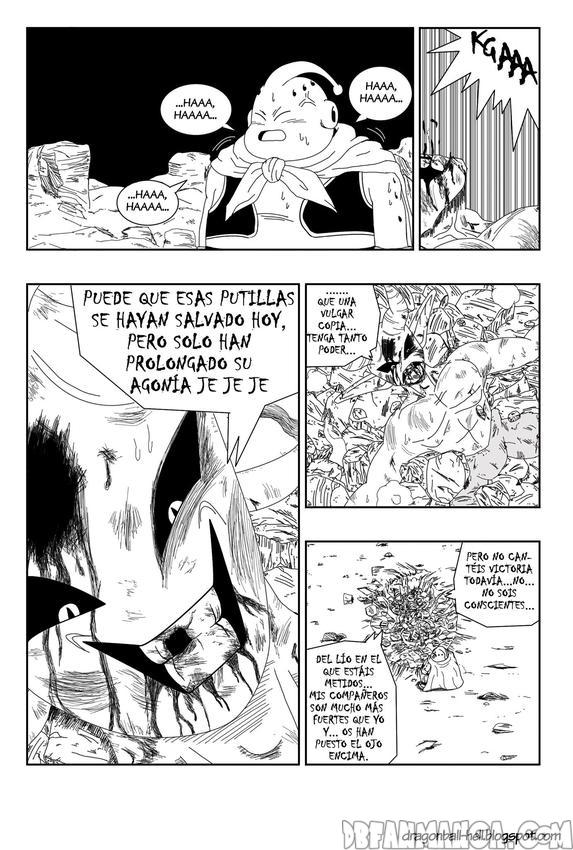 ...HAAA,
HAAAA...
HAAA,
HAAAA...
...HAAA,
HAAAA...
KGAAA
PUEDE QUE ESAS PUTILLAS
SE HAYAN SALVADO HOY,
PERO SOLO HAN
PROLONGADO SU
AGONÍA JE JE JE
.......
QUE UNA
VULGAR
COPIA...
TENGA TANTO
PODER...
PERO NO CAN-
TÉIS VICTORIA
TODAVÍA...NO...
NO SOIS
CONSCIENTES...
DEL LÍO EN EL
QUE ESTÁIS
METIDOS...
MIS COMPAÑEROS
SON MUCHO MÁS
FUERTES QUE YO
Y... OS HAN
PUESTO EL OJO
ENCIMA.
dragonball-hell.blogspot.com
DBFANMANGA.COM